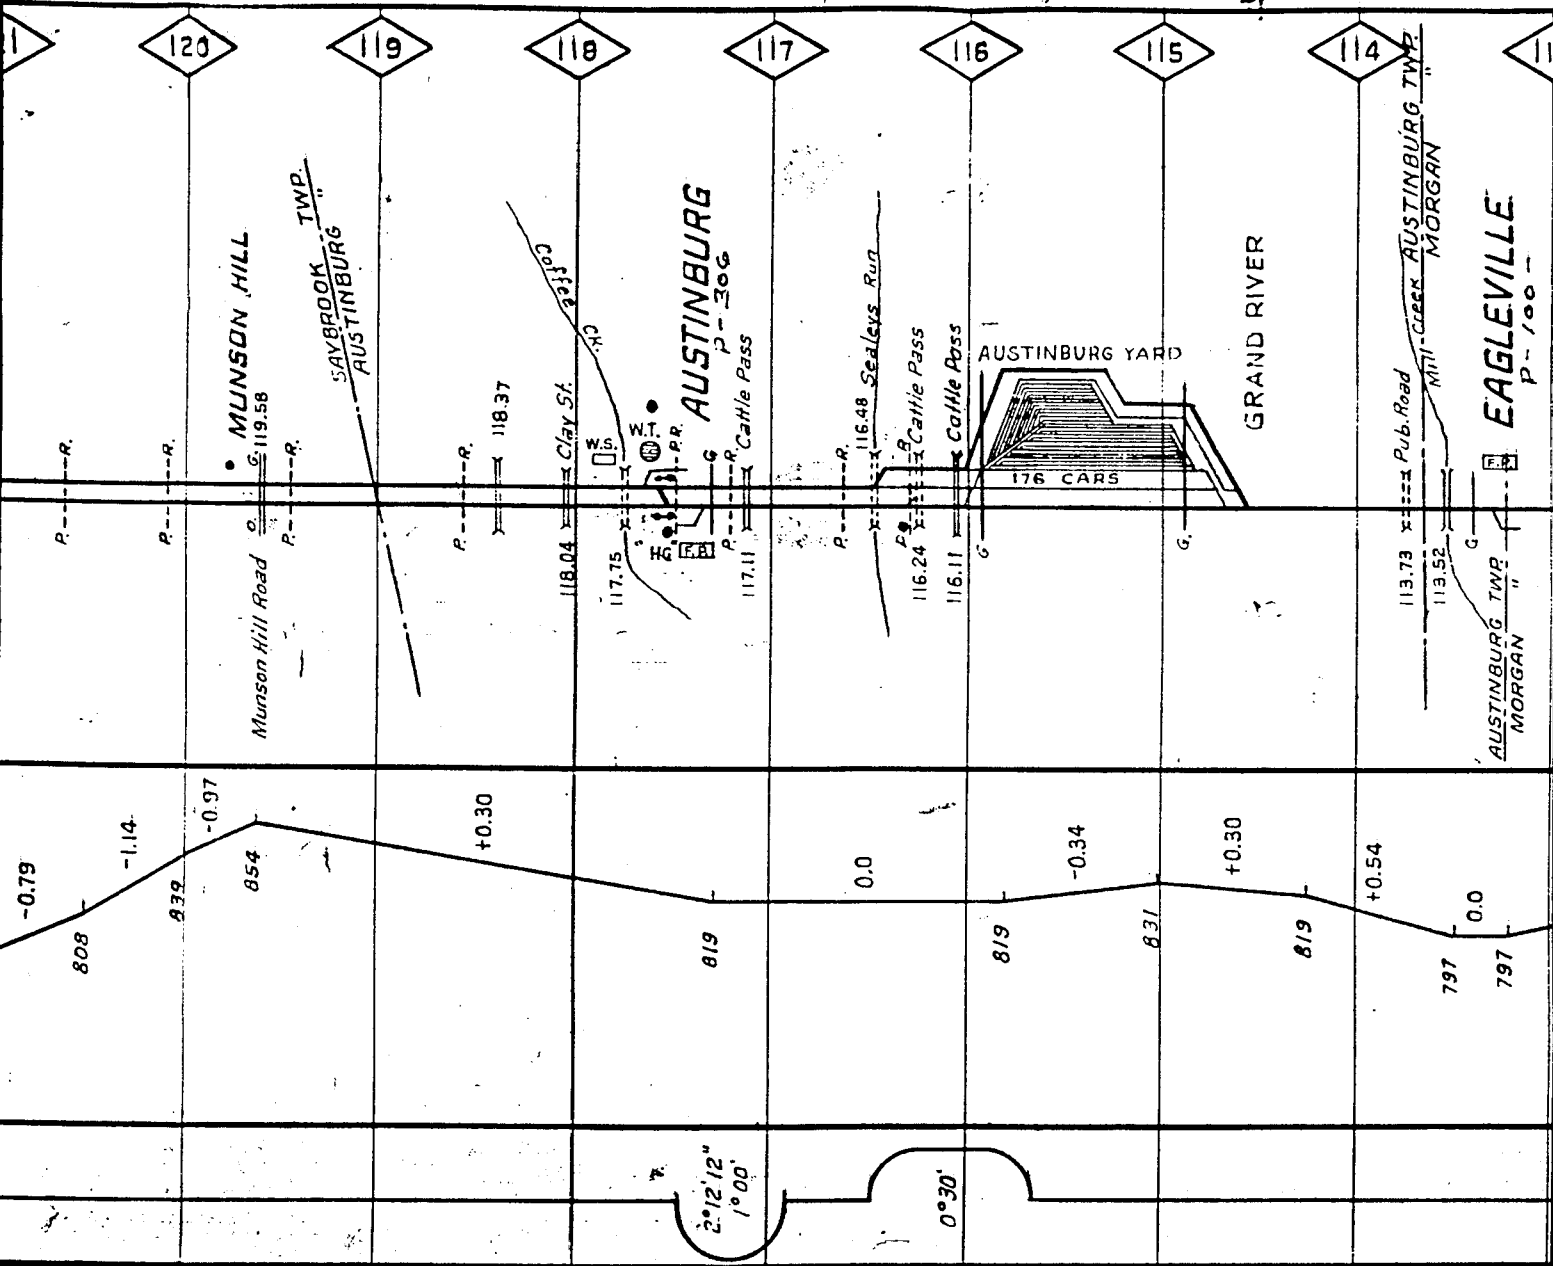 120
119
118
117
116
115
114
MUNSON HILL
SAYBROOK TWP.
AUSTINBURG "
Coffee Ck.
AUSTINBURG
P-306
Sealeys Run
AUSTINBURG YARD
176 CARS
GRAND RIVER
AUSTINBURG TWP.
MORGAN "
Mill Creek
EAGLEVILLE
P-100-
P.---R.
P.---R.
O. G. 119.58
Munson Hill Road
P.---R.
P.---R.
118.37
Clay St.
118.04
117.75
W.S.
W.T.
HG
F.B.
P.R.
G
P.---R.
Cattle Pass
117.11
P.---R.
116.48
P R
Cattle Pass
116.24
Cattle Pass
116.11
G
G.
Pub. Road
113.73
113.52
G
AUSTINBURG TWP.
MORGAN "
-0.79
-1.14
-0.97
+0.30
0.0
-0.34
+0.30
+0.54
0.0
808
839
854
819
819
831
819
797
797
2°12'12"
1°00'
0°30'